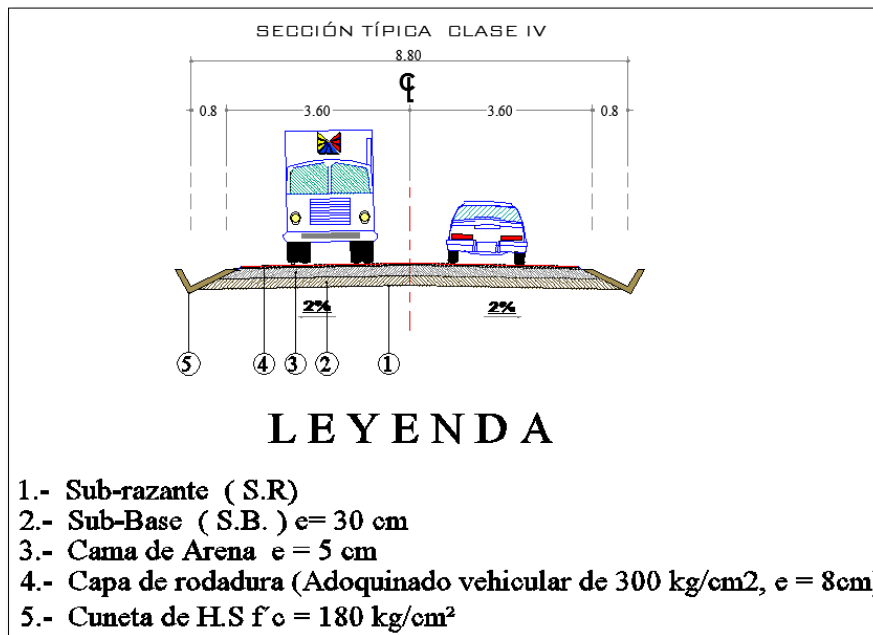 SECCIÓN TÍPICA CLASE IV
8.80
0.8 3.60 3.60 0.8
2% 2%
5 4 3 2 1
LEYENDA
1.- Sub-razante ( S.R)
2.- Sub-Base ( S.B. ) e= 30 cm
3.- Cama de Arena e = 5 cm
4.- Capa de rodadura (Adoquinado vehicular de 300 kg/cm2, e = 8cm)
5.- Cuneta de H.S f´c = 180 kg/cm²